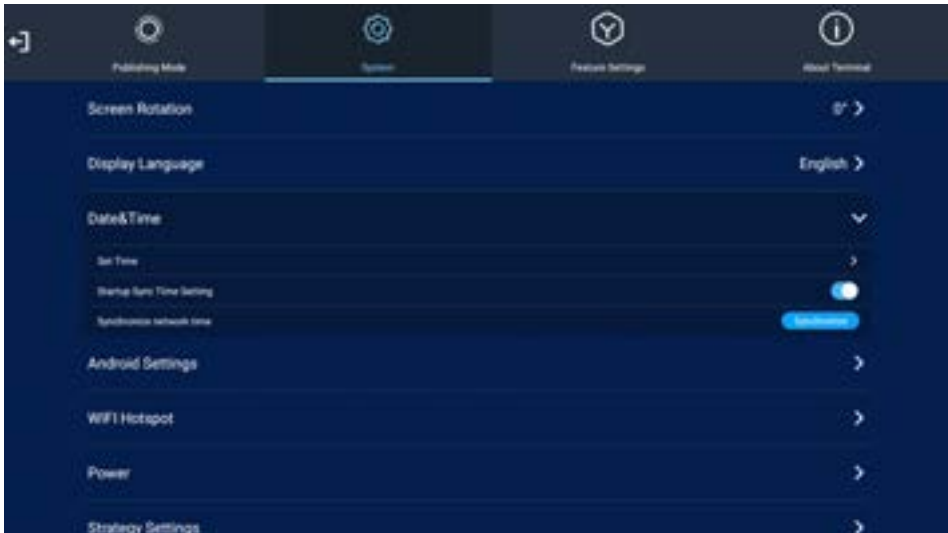 Publishing Mode
System
Feature Settings
About Terminal
Screen Rotation 0°
Display Language English
Date&Time
Set Time
Startup Sync Time Setting
Synchronize network time Synchronize
Android Settings
WIFI Hotspot
Power
Strategy Settings